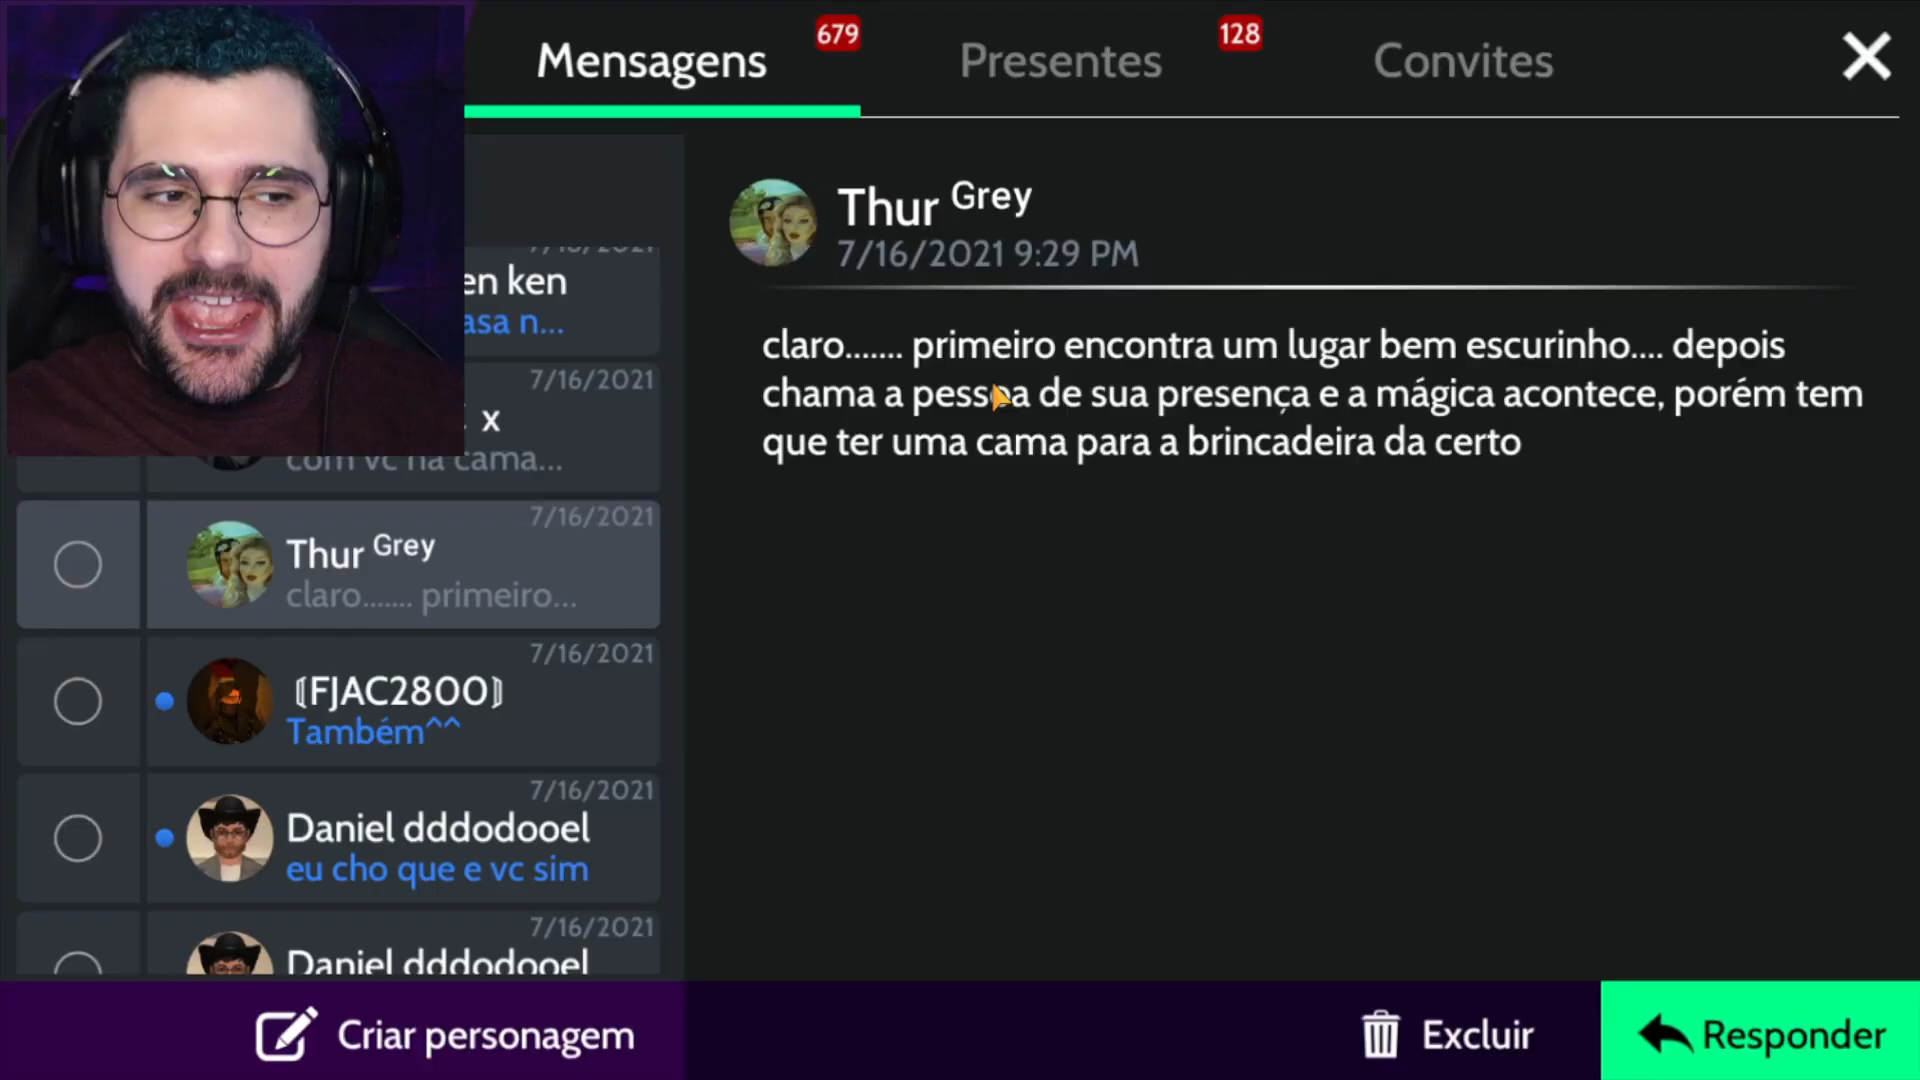 Mensagens 679 Presentes 128 Convites
en ken
asa n...
7/16/2021
x
com vc na cama...
7/16/2021
Thur Grey
claro....... primeiro...
7/16/2021
⟬FJAC2800⟭
Também^^
7/16/2021
Daniel dddodooel
eu cho que e vc sim
7/16/2021
Daniel dddodooel
Criar personagem
Thur Grey
7/16/2021 9:29 PM
claro....... primeiro encontra um lugar bem escurinho.... depois
chama a pessoa de sua presença e a mágica acontece, porém tem
que ter uma cama para a brincadeira da certo
Excluir
Responder